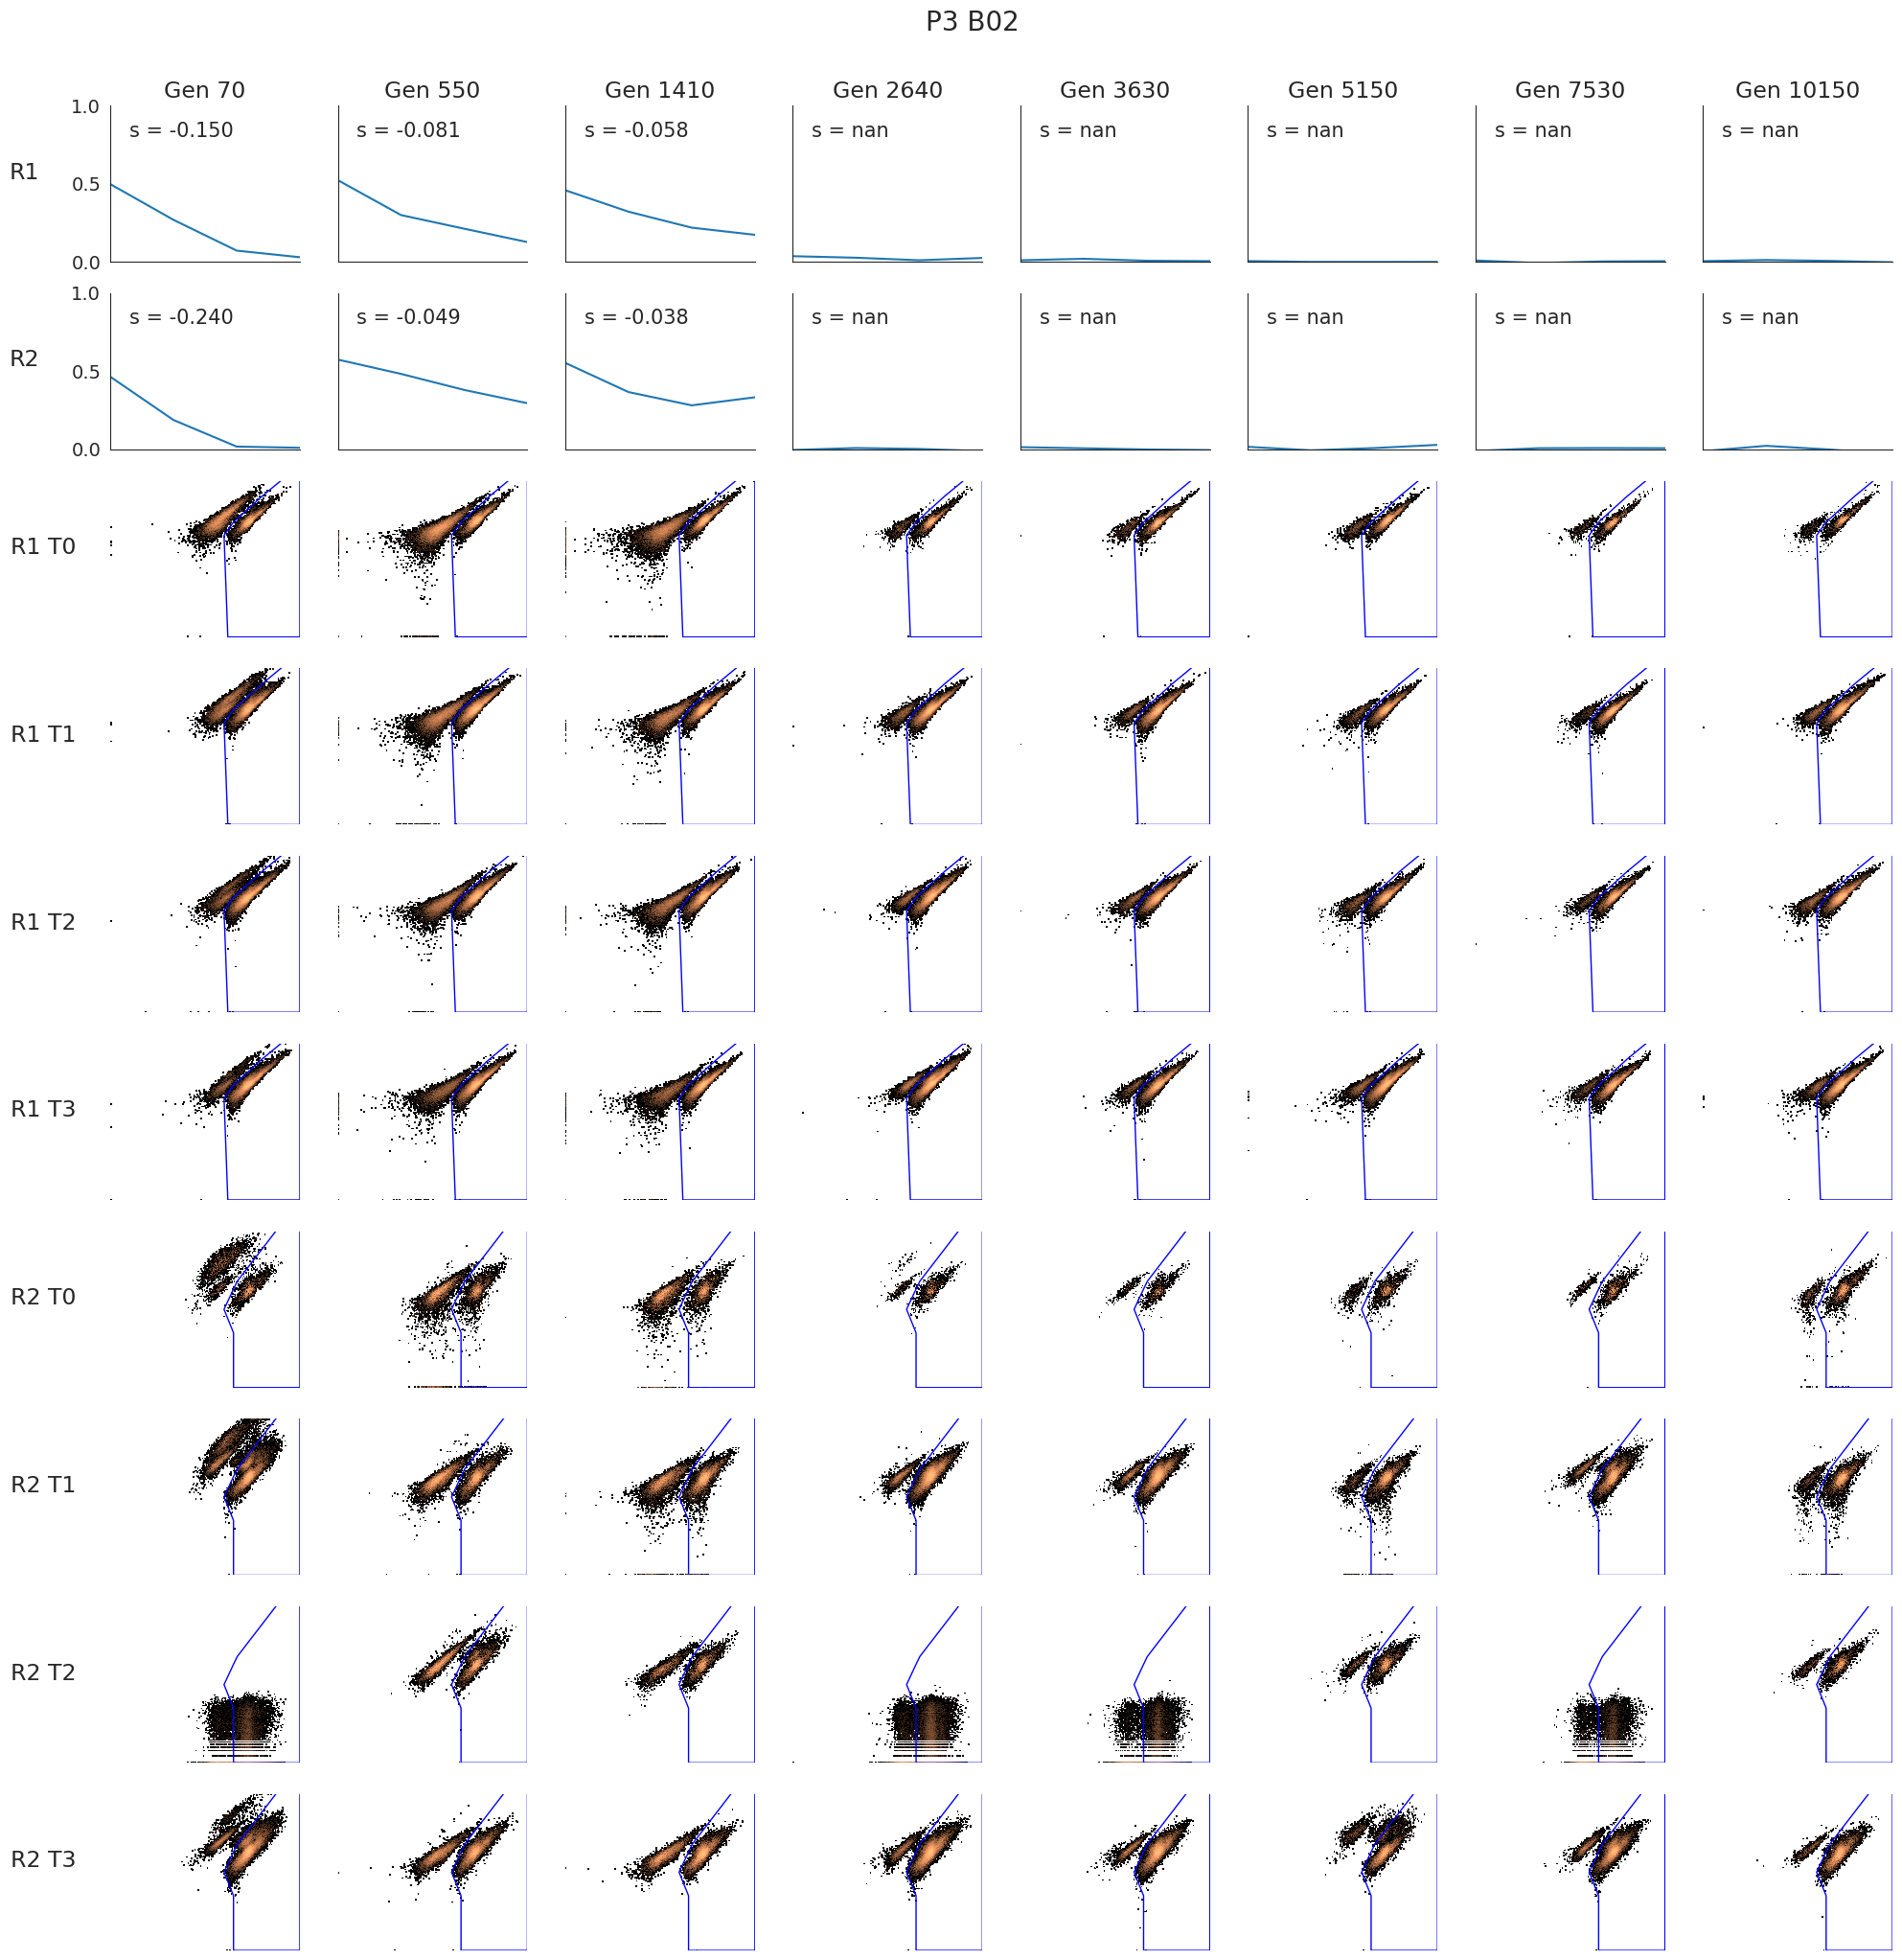 P3 B02
Gen 70 Gen 550 Gen 1410 Gen 2640 Gen 3630 Gen 5150 Gen 7530 Gen 10150
1.0
s = -0.150 s = -0.081 s = -0.058 s = nan s = nan s = nan s = nan s = nan
R1
0.5
0.0
1.0
s = -0.240 s = -0.049 s = -0.038 s = nan s = nan s = nan s = nan s = nan
R2
0.5
0.0
R1 T0
R1 T1
R1 T2
R1 T3
R2 T0
R2 T1
R2 T2
R2 T3